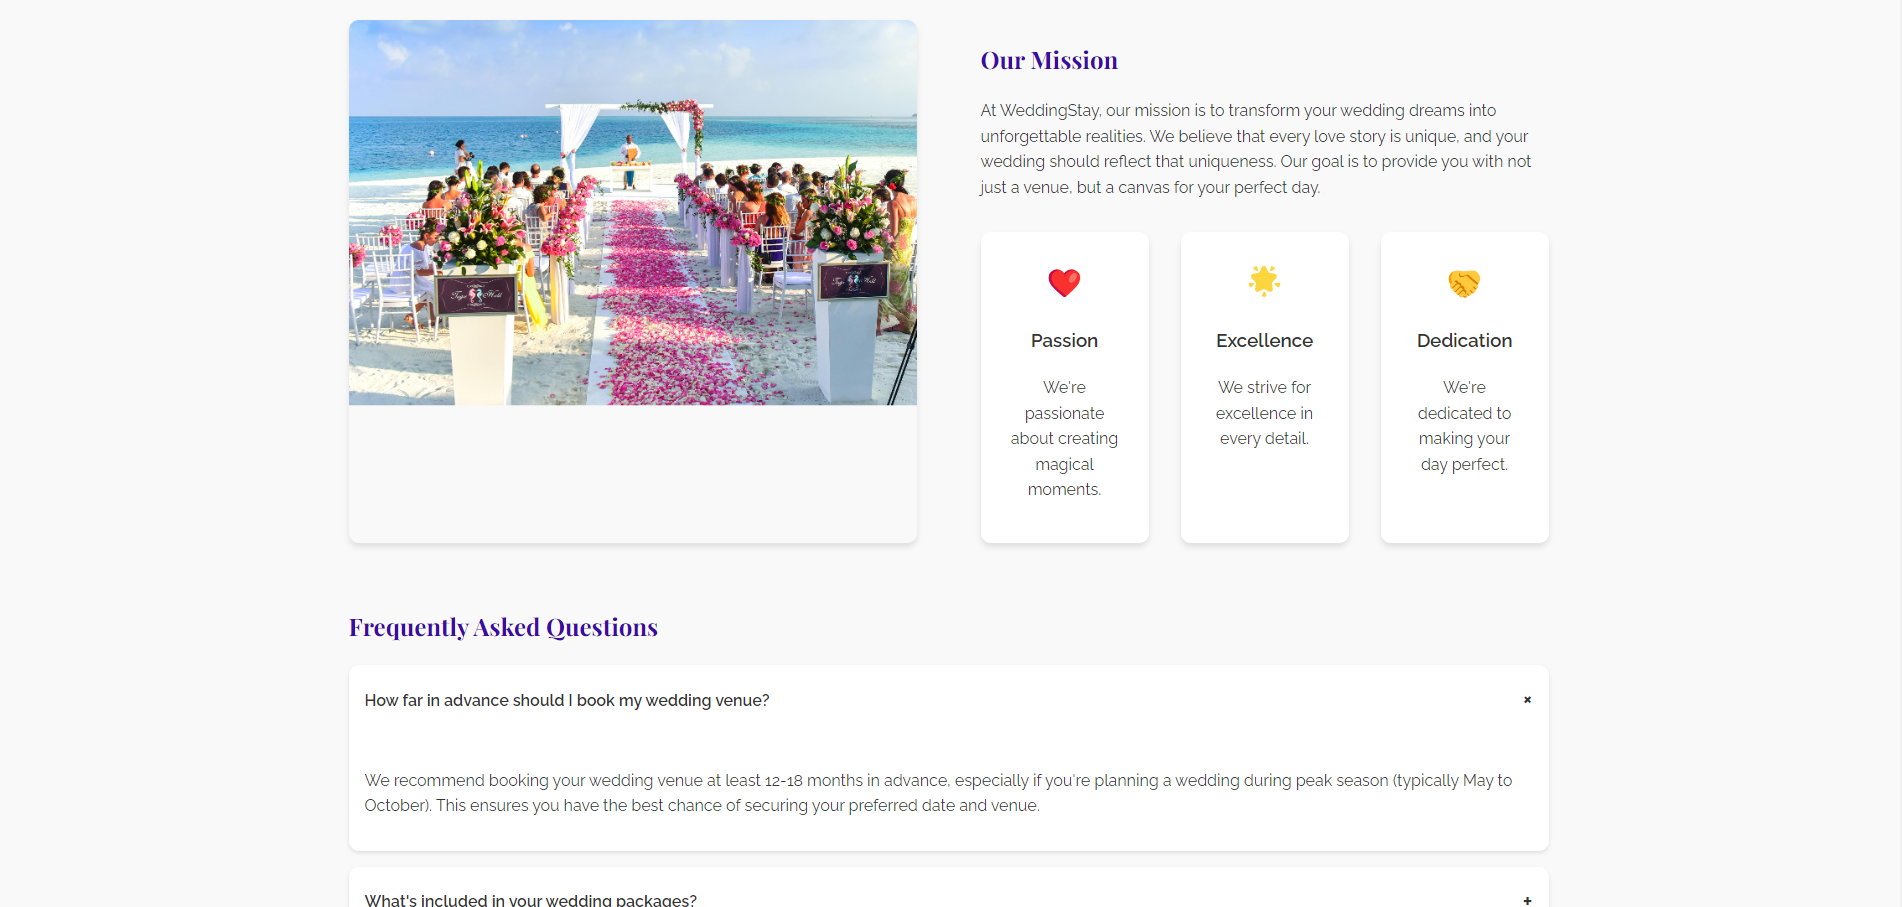 Our Mission
At WeddingStay, our mission is to transform your wedding dreams into
unforgettable realities. We believe that every love story is unique, and your
wedding should reflect that uniqueness. Our goal is to provide you with not
just a venue, but a canvas for your perfect day.
Passion
We're
passionate
about creating
magical
moments.
Excellence
We strive for
excellence in
every detail.
Dedication
We're
dedicated to
making your
day perfect.
Frequently Asked Questions
How far in advance should I book my wedding venue?
We recommend booking your wedding venue at least 12-18 months in advance, especially if you're planning a wedding during peak season (typically May to
October). This ensures you have the best chance of securing your preferred date and venue.
What's included in your wedding packages?